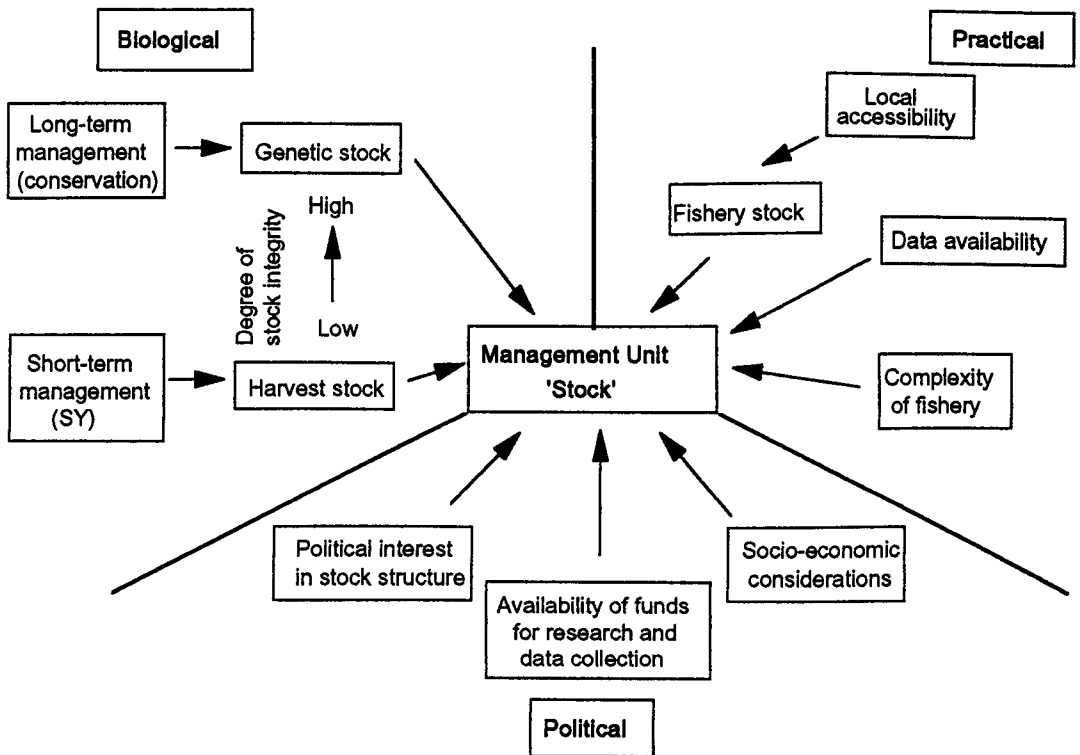 Biological
Practical
Long-term
management
(conservation)
Genetic stock
High
Degree of
stock integrity
Low
Short-term
management
(SY)
Harvest stock
Local
accessibility
Fishery stock
Data availability
Complexity
of fishery
Management Unit
'Stock'
Political interest
in stock structure
Availability of funds
for research and
data collection
Socio-economic
considerations
Political